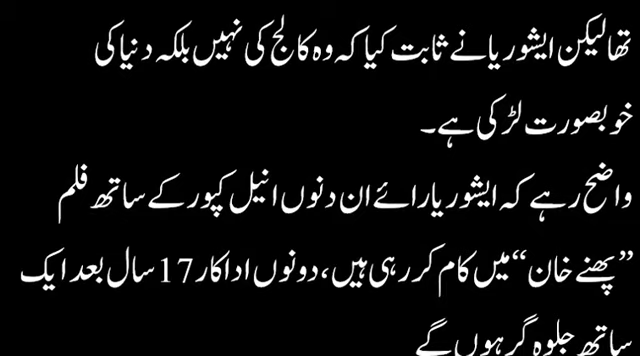 تھا لیکن ایشوریا نے ثابت کیا کہ وہ کالج کی نہیں بلکہ دنیا کی
خوبصورت لڑکی ہے۔
واضح رہے کہ ایشوریا رائے ان دنوں انیل کپور کے ساتھ فلم
”پھنے خان“ میں کام کر رہی ہیں، دونوں اداکار 17 سال بعد ایک
ساتھ جلوہ گر ہوں گے